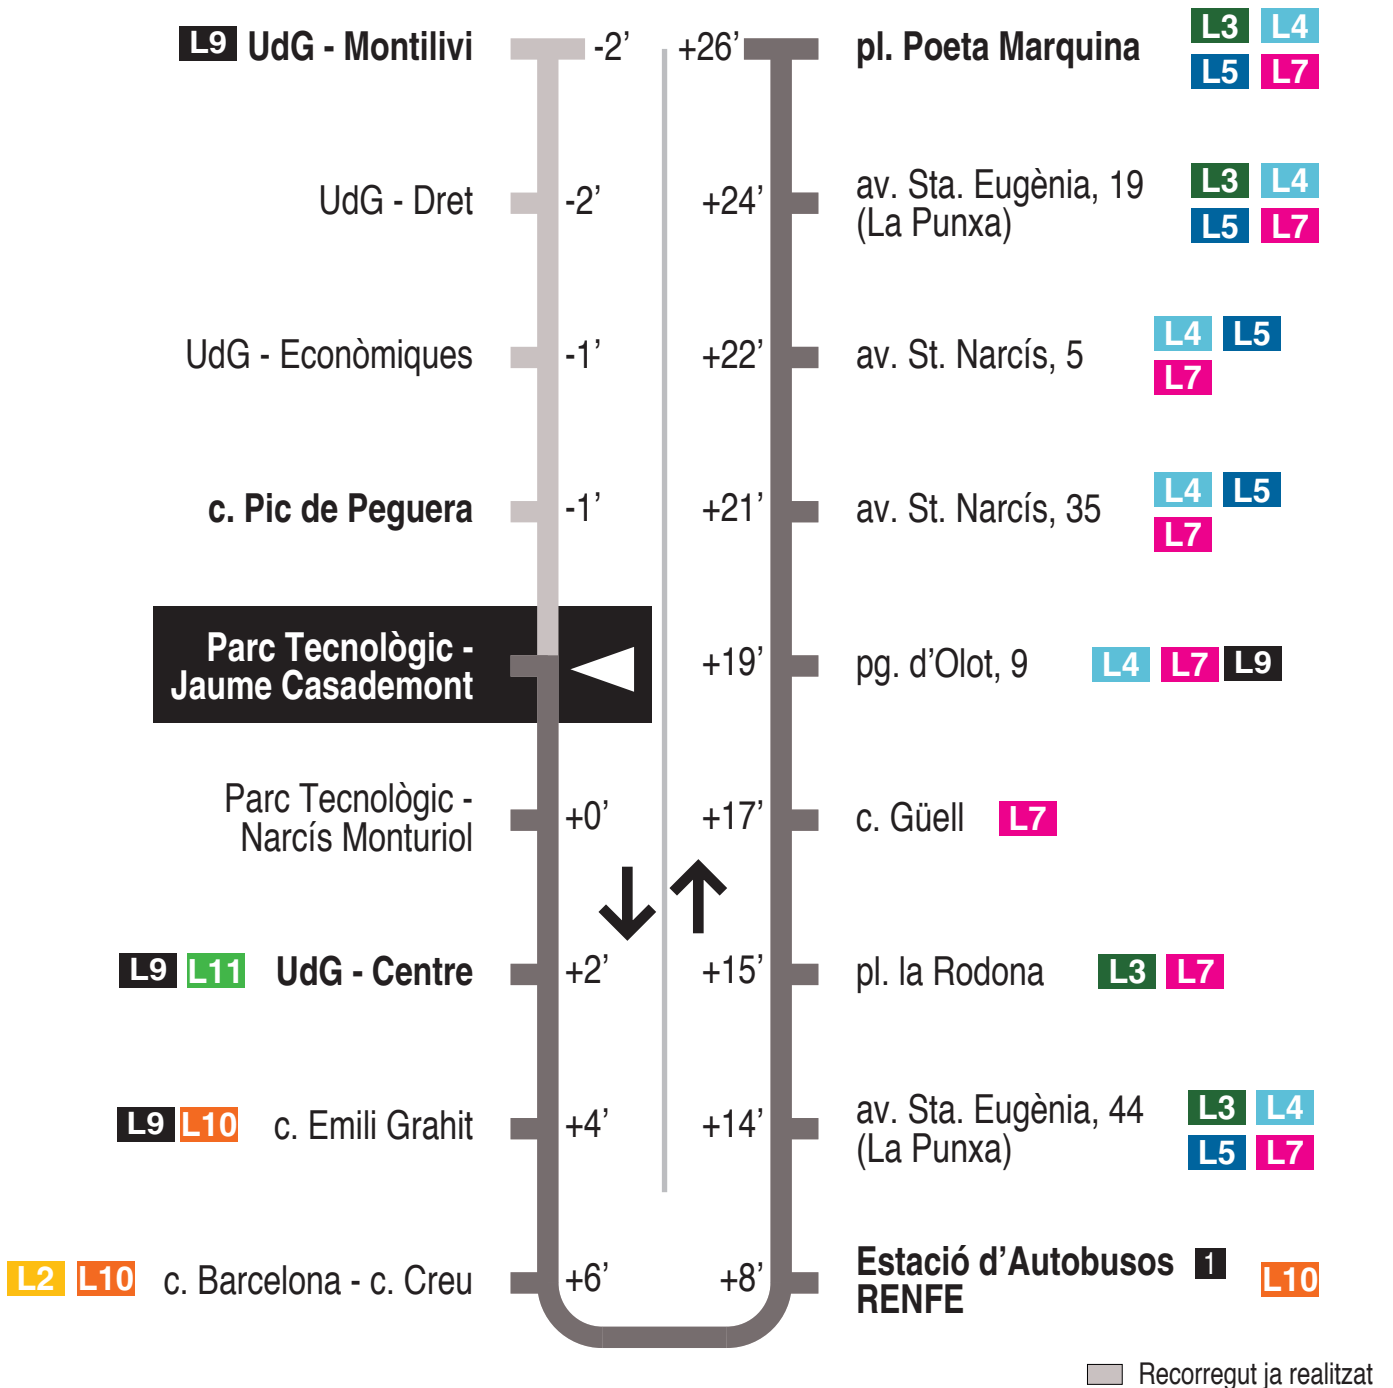 L9 UdG - Montilivi -2’
UdG - Dret -2’
UdG - Econòmiques -1’
c. Pic de Peguera -1’
Parc Tecnològic -
Jaume Casademont
Parc Tecnològic -
Narcís Monturiol +0’
L9 L11 UdG - Centre +2’
L9 L10 c. Emili Grahit +4’
L2 L10 c. Barcelona - c. Creu +6’
+26’ pl. Poeta Marquina L3 L4
L5 L7
+24’ av. Sta. Eugènia, 19 L3 L4
(La Punxa) L5 L7
+22’ av. St. Narcís, 5 L4 L5
L7
+21’ av. St. Narcís, 35 L4 L5
L7
+19’ pg. d’Olot, 9 L4 L7 L9
+17’ c. Güell L7
+15’ pl. la Rodona L3 L7
+14’ av. Sta. Eugènia, 44 L3 L4
(La Punxa) L5 L7
+8’ Estació d’Autobusos 1 L10
RENFE
Recorregut ja realitzat